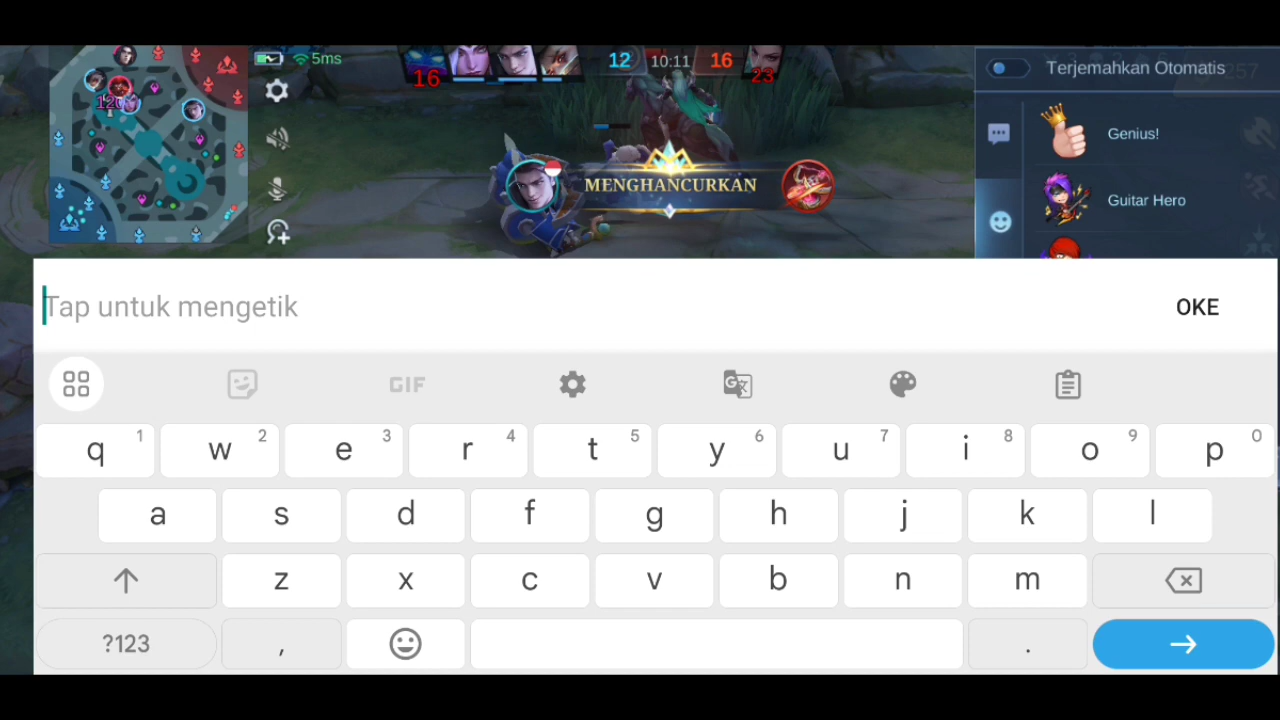 5ms
16
12
10:11
16
23
Terjemahkan Otomatis
120
MENGHANCURKAN
Genius!
Guitar Hero
Tap untuk mengetik
OKE
GIF
q 1 w 2 e 3 r 4 t 5 y 6 u 7 i 8 o 9 p 0
a s d f g h j k l
z x c v b n m
?123 , .